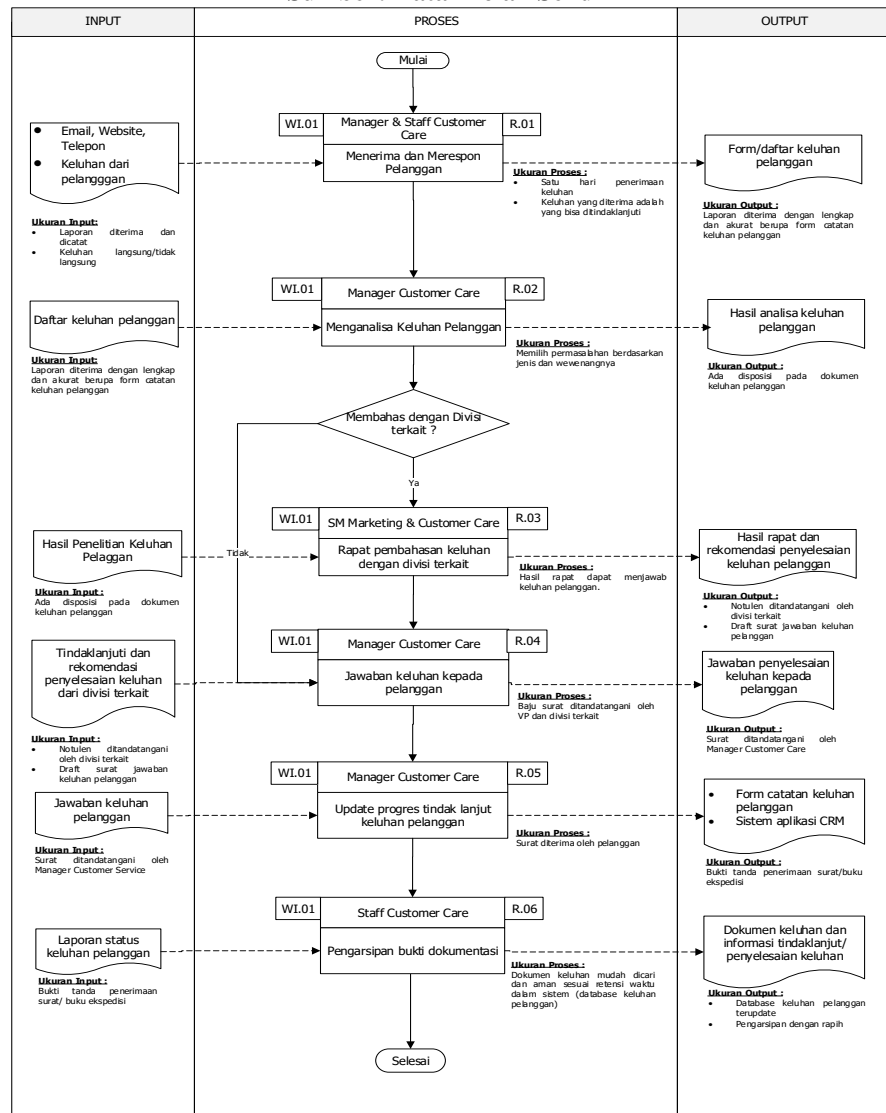 INPUT
PROSES
OUTPUT
Mulai
WI.01
Manager & Staff Customer
Care
R.01
Menerima dan Merespon
Pelanggan
• Email, Website,
Telepon
• Keluhan dari
pelangggan
Ukuran Input:
• Laporan diterima dan
dicatat
• Keluhan langsung/tidak
langsung
Ukuran Proses :
• Satu hari penerimaan
keluhan
• Keluhan yang diterima adalah
yang bisa ditindaklanjuti
Form/daftar keluhan
pelanggan
Ukuran Output :
Laporan diterima dengan lengkap
dan akurat berupa form catatan
keluhan pelanggan
WI.01
Manager Customer Care
R.02
Menganalisa Keluhan Pelanggan
Daftar keluhan pelanggan
Ukuran Input:
Laporan diterima dengan lengkap
dan akurat berupa form catatan
keluhan pelanggan
Ukuran Proses :
Memilih permasalahan berdasarkan
jenis dan wewenangnya
Hasil analisa keluhan
pelanggan
Ukuran Output :
Ada disposisi pada dokumen
keluhan pelanggan
Membahas dengan Divisi
terkait ?
Ya
Tidak
WI.01
SM Marketing & Customer Care
R.03
Rapat pembahasan keluhan
dengan divisi terkait
Hasil Penelitian Keluhan
Pelaggan
Ukuran Input :
Ada disposisi pada dokumen
keluhan pelanggan
Ukuran Proses :
Hasil rapat dapat menjawab
keluhan pelanggan.
Hasil rapat dan
rekomendasi penyelesaian
keluhan pelanggan
Ukuran Output :
• Notulen ditandatangani oleh
divisi terkait
• Draft surat jawaban keluhan
pelanggan
WI.01
Manager Customer Care
R.04
Jawaban keluhan kepada
pelanggan
Tindaklanjuti dan
rekomendasi
penyelesaian keluhan
dari divisi terkait
Ukuran Input :
• Notulen ditandatangani
oleh divisi terkait
• Draft surat jawaban
keluhan pelanggan
Ukuran Proses :
Baju surat ditandatangani oleh
VP dan divisi terkait
Jawaban penyelesaian
keluhan kepada
pelanggan
Ukuran Output :
Surat ditandatangani oleh
Manager Customer Care
WI.01
Manager Customer Care
R.05
Update progres tindak lanjut
keluhan pelanggan
Jawaban keluhan
pelanggan
Ukuran Input :
Surat ditandatangani oleh
Manager Customer Service
Ukuran Proses :
Surat diterima oleh pelanggan
• Form catatan keluhan
pelanggan
• Sistem aplikasi CRM
Ukuran Output :
Bukti tanda penerimaan surat/buku
ekspedisi
WI.01
Staff Customer Care
R.06
Pengarsipan bukti dokumentasi
Laporan status
keluhan pelanggan
Ukuran Input :
Bukti tanda penerimaan
surat/ buku ekspedisi
Ukuran Proses :
Dokumen keluhan mudah dicari
dan aman sesuai retensi waktu
dalam sistem (database keluhan
pelanggan)
Dokumen keluhan dan
informasi tindaklanjut/
penyelesaian keluhan
Ukuran Output :
• Database keluhan pelanggan
terupdate
• Pengarsipan dengan rapih
Selesai